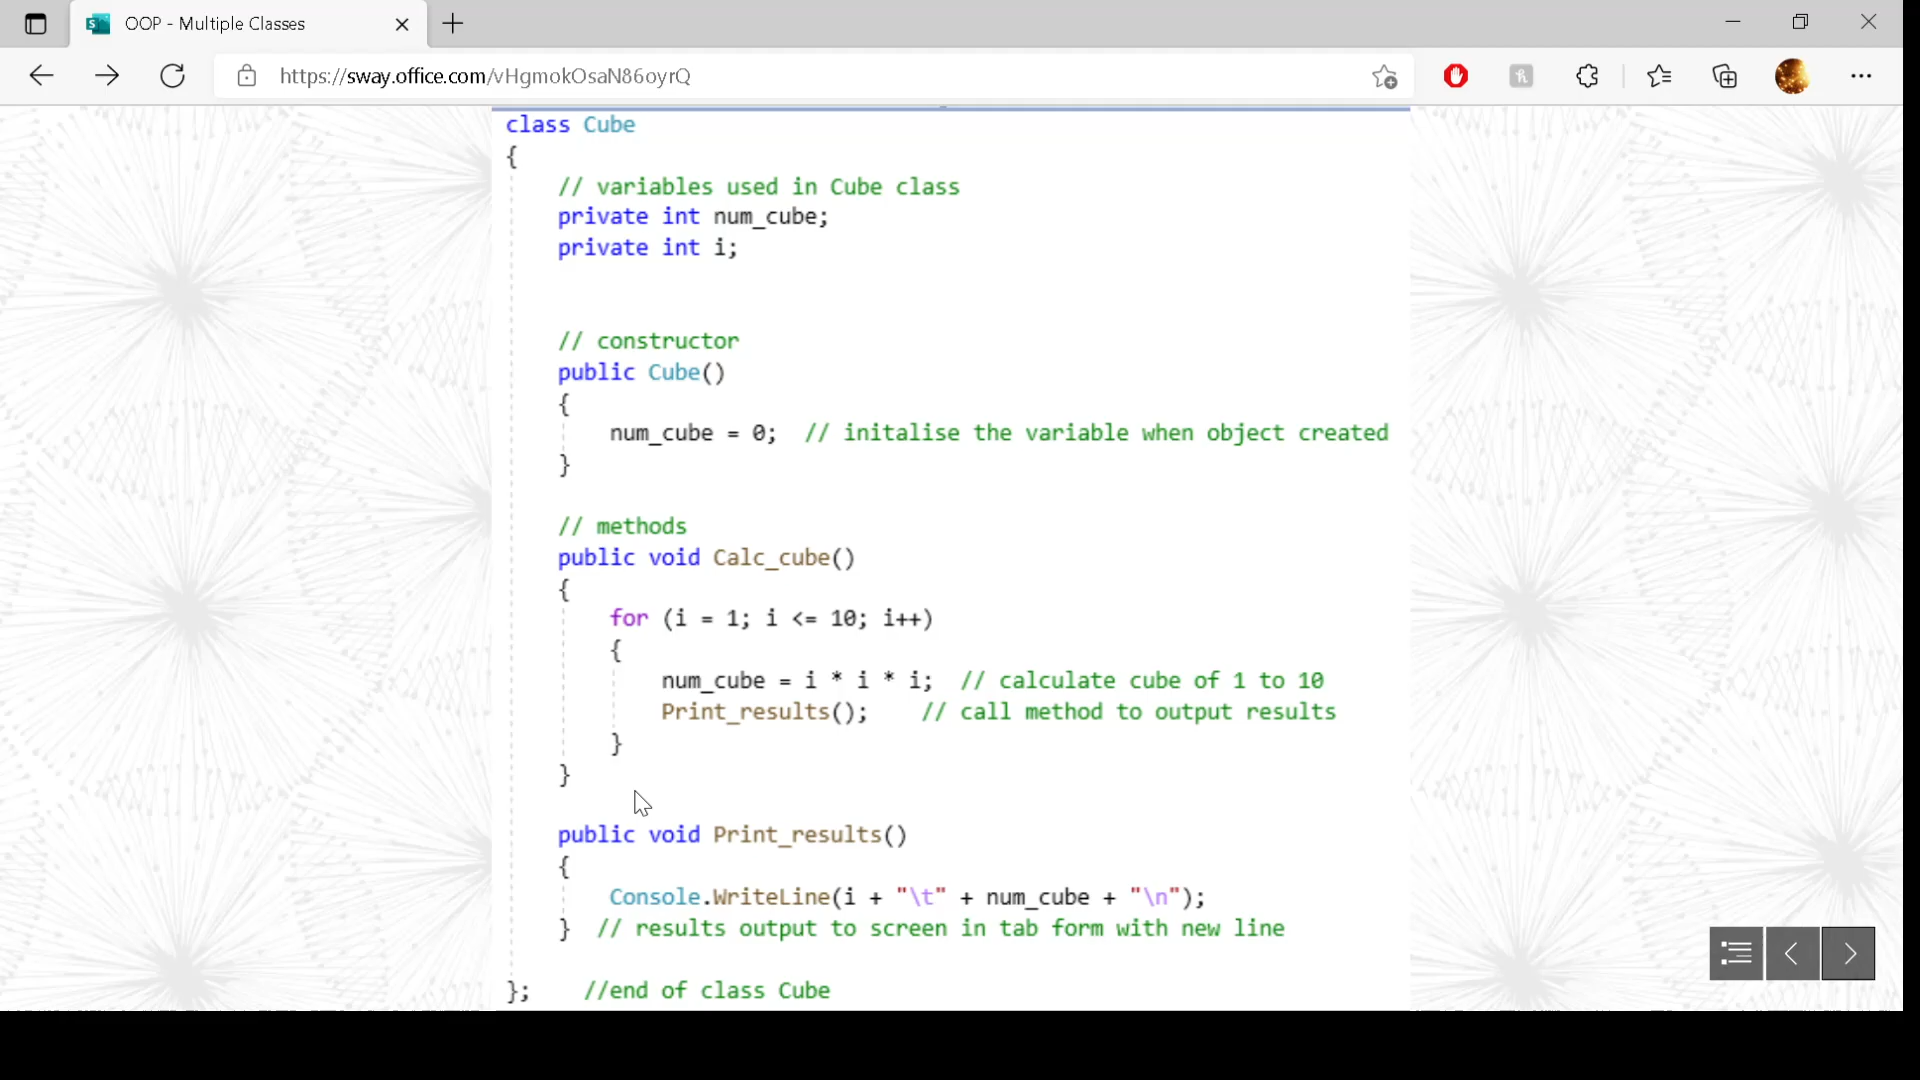 OOP - Multiple Classes
https://sway.office.com/vHgmokOsaN86oyrQ
class Cube
{
// variables used in Cube class
private int num_cube;
private int i;
// constructor
public Cube()
{
num_cube = 0; // initalise the variable when object created
}
// methods
public void Calc_cube()
{
for (i = 1; i <= 10; i++)
{
num_cube = i * i * i; // calculate cube of 1 to 10
Print_results(); // call method to output results
}
}
public void Print_results()
{
Console.WriteLine(i + "\t" + num_cube + "\n");
} // results output to screen in tab form with new line
}; //end of class Cube